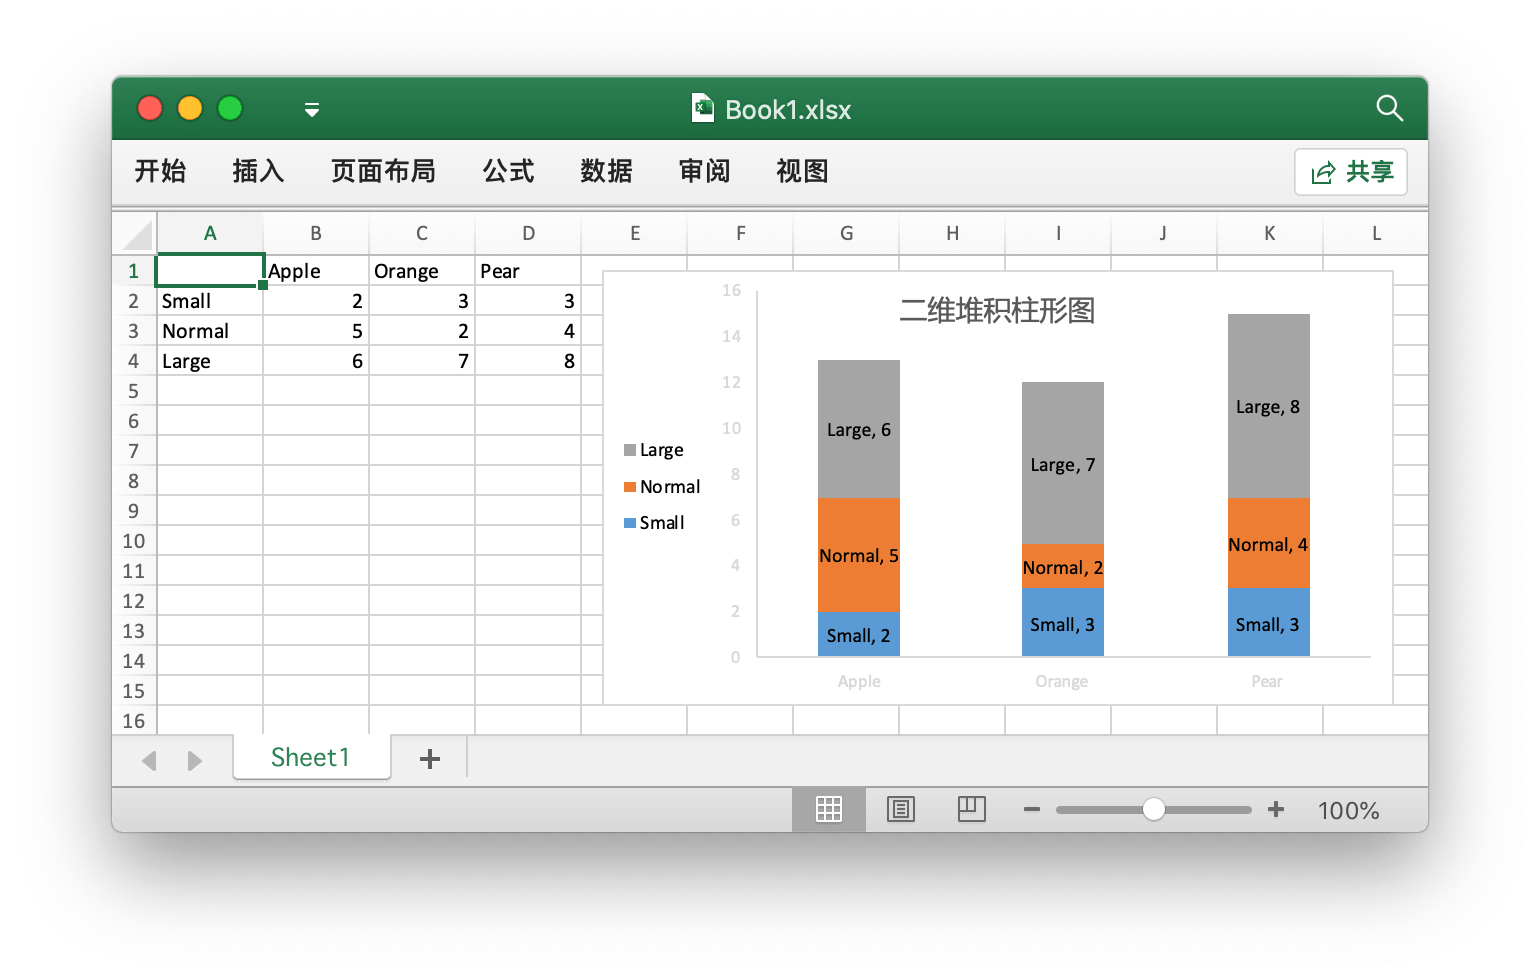 Book1.xlsx
开始 插入 页面布局 公式 数据 审阅 视图 共享
A B C D E F G H I J K L
1 Apple Orange Pear
2 Small 2 3 3
3 Normal 5 2 4
4 Large 6 7 8
5
6
7
8
9
10
11
12
13
14
15
16
二维堆积柱形图
16
14
12
10
8
6
4
2
0
Large
Normal
Small
Large, 6
Normal, 5
Small, 2
Large, 7
Normal, 2
Small, 3
Large, 8
Normal, 4
Small, 3
Apple Orange Pear
Sheet1
100%